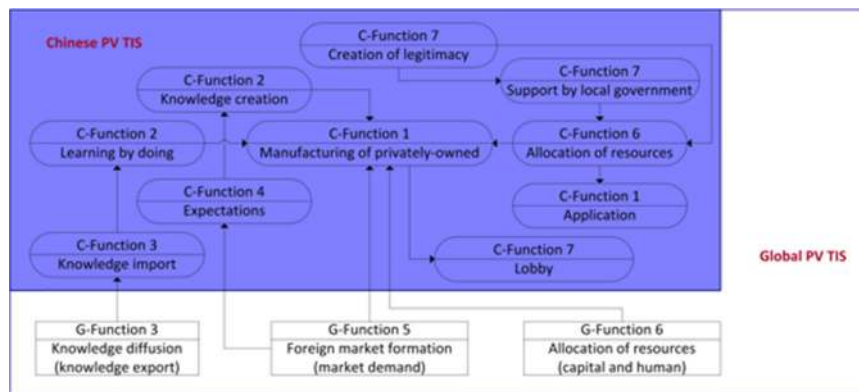 Chinese PV TIS
C-Function 7
Creation of legitimacy
C-Function 2
Knowledge creation
C-Function 7
Support by local government
C-Function 2
Learning by doing
C-Function 1
Manufacturing of privately-owned
C-Function 6
Allocation of resources
C-Function 4
Expectations
C-Function 1
Application
C-Function 3
Knowledge import
C-Function 7
Lobby
Global PV TIS
G-Function 3
Knowledge diffusion
(knowledge export)
G-Function 5
Foreign market formation
(market demand)
G-Function 6
Allocation of resources
(capital and human)